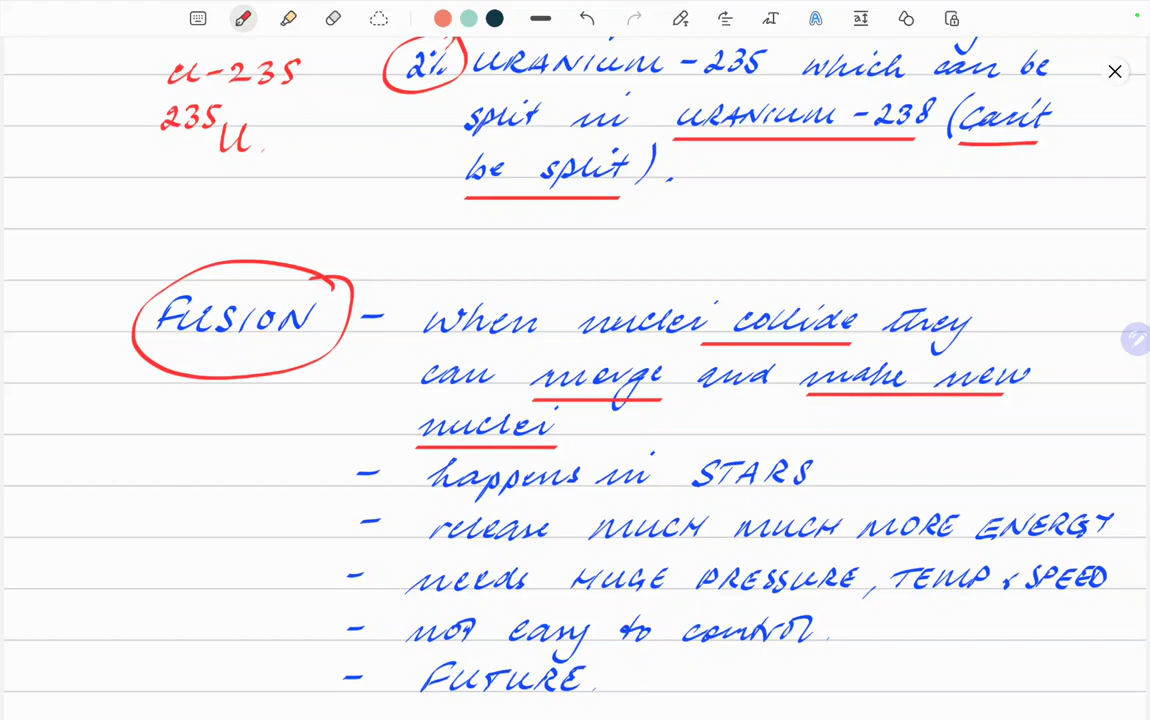 U-235
2% URANIUM - 235 which can be
235U
split in URANIUM - 238 (can't
be split).
FUSION - When nuclei collide they
can merge and make new
nuclei
- happens in STARS
- release MUCH MUCH MORE ENERGY
- needs HUGE PRESSURE, TEMP & SPEED
- not easy to control.
- FUTURE.